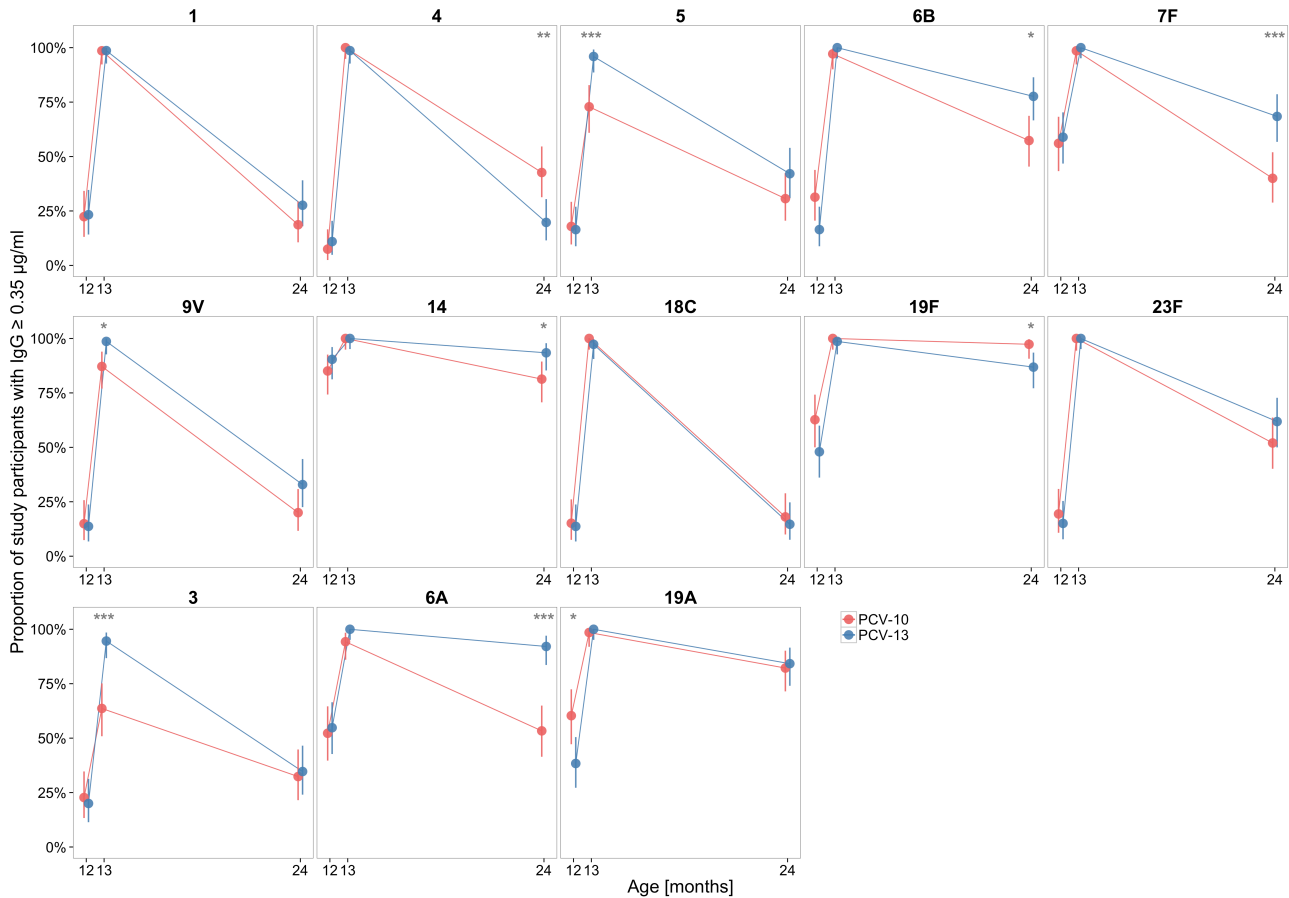 1 4 5 6B 7F
*** ** * ***
Proportion of study participants with IgG ≥ 0.35 µg/ml
100%
75%
50%
25%
0%
12 13 24 12 13 24 12 13 24 12 13 24 12 13 24
9V 14 18C 19F 23F
* * *
100%
75%
50%
25%
0%
12 13 24 12 13 24 12 13 24 12 13 24 12 13 24
3 6A 19A
*** *** *
PCV-10
PCV-13
100%
75%
50%
25%
0%
12 13 24 12 13 24 12 13 24
Age [months]